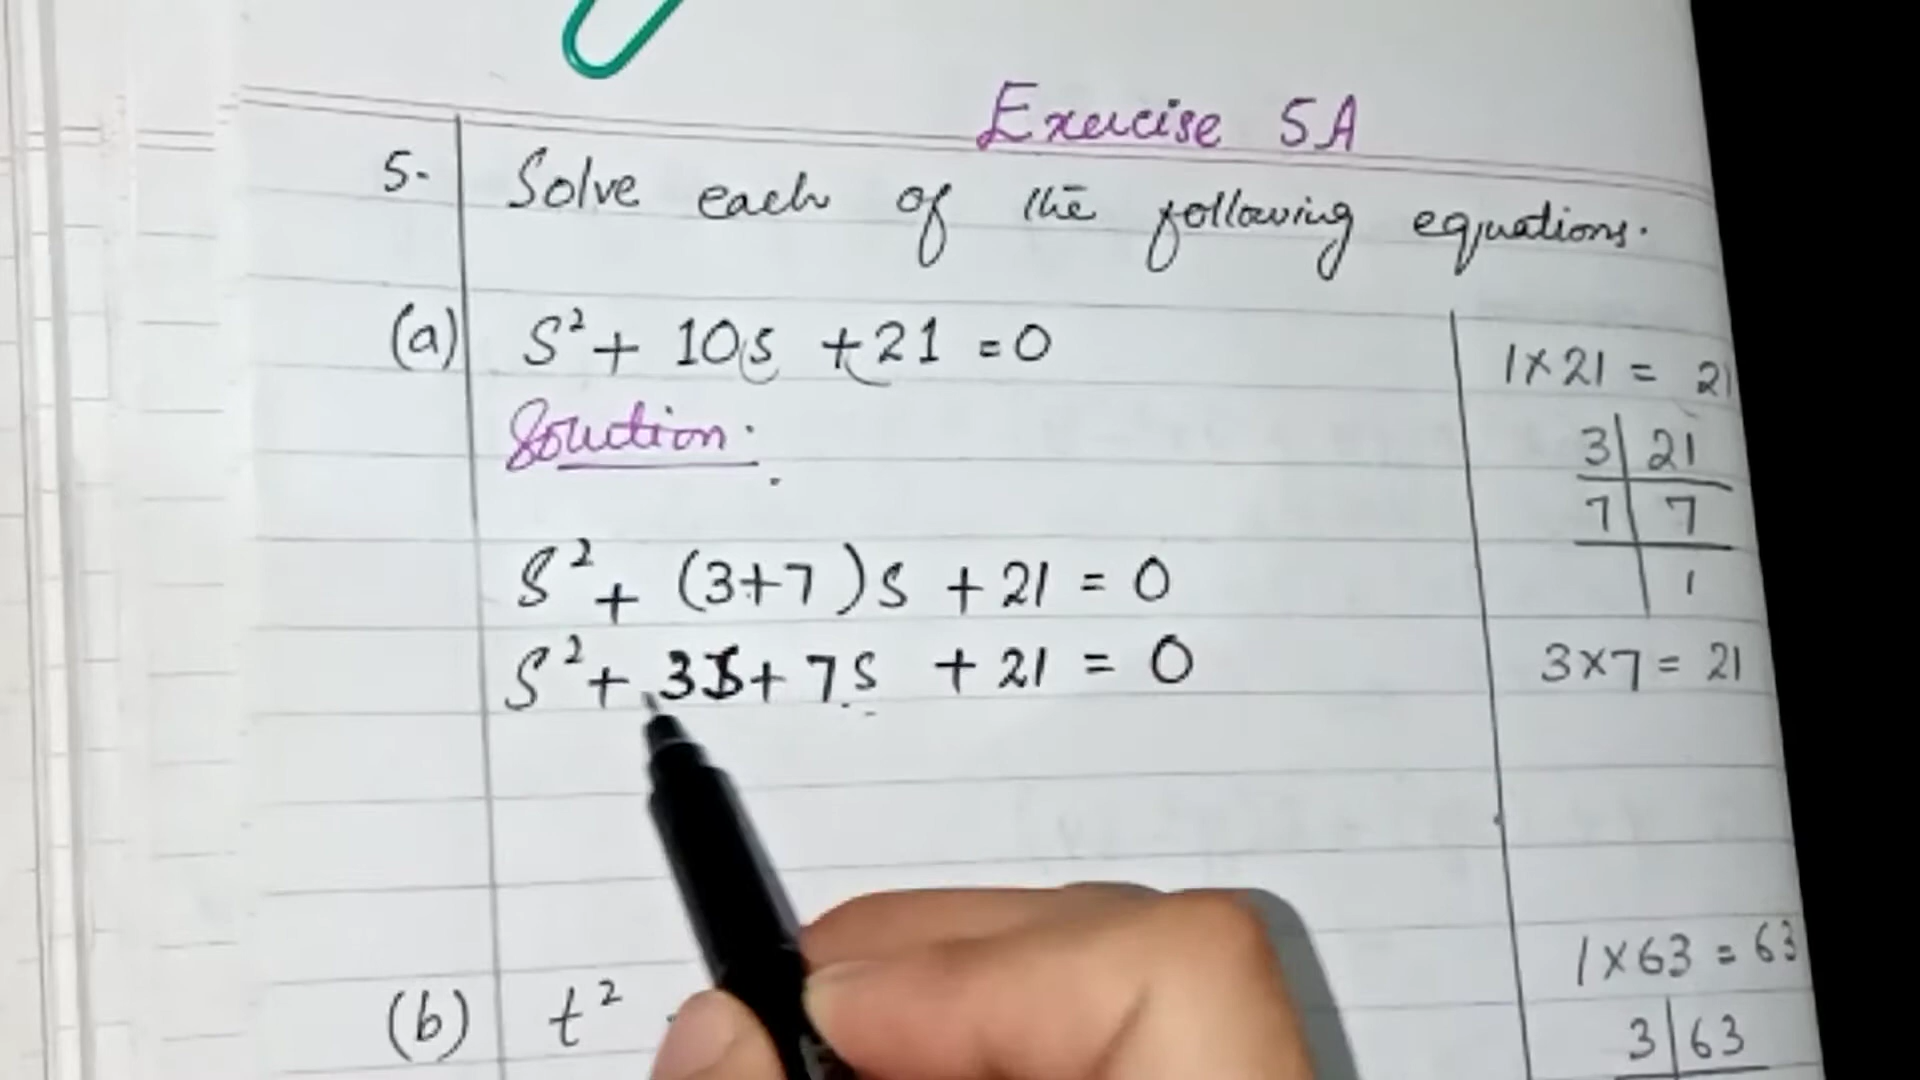 Exercise 5A
5. Solve each of the following equations.
(a) S² + 10s + 21 = 0
Solution:
S² + (3+7)s + 21 = 0
S² + 3s + 7s + 21 = 0
(b) t²
1 × 21 = 21
3 | 21
7 | 7
1
3 × 7 = 21
1 × 63 = 63
3 | 63